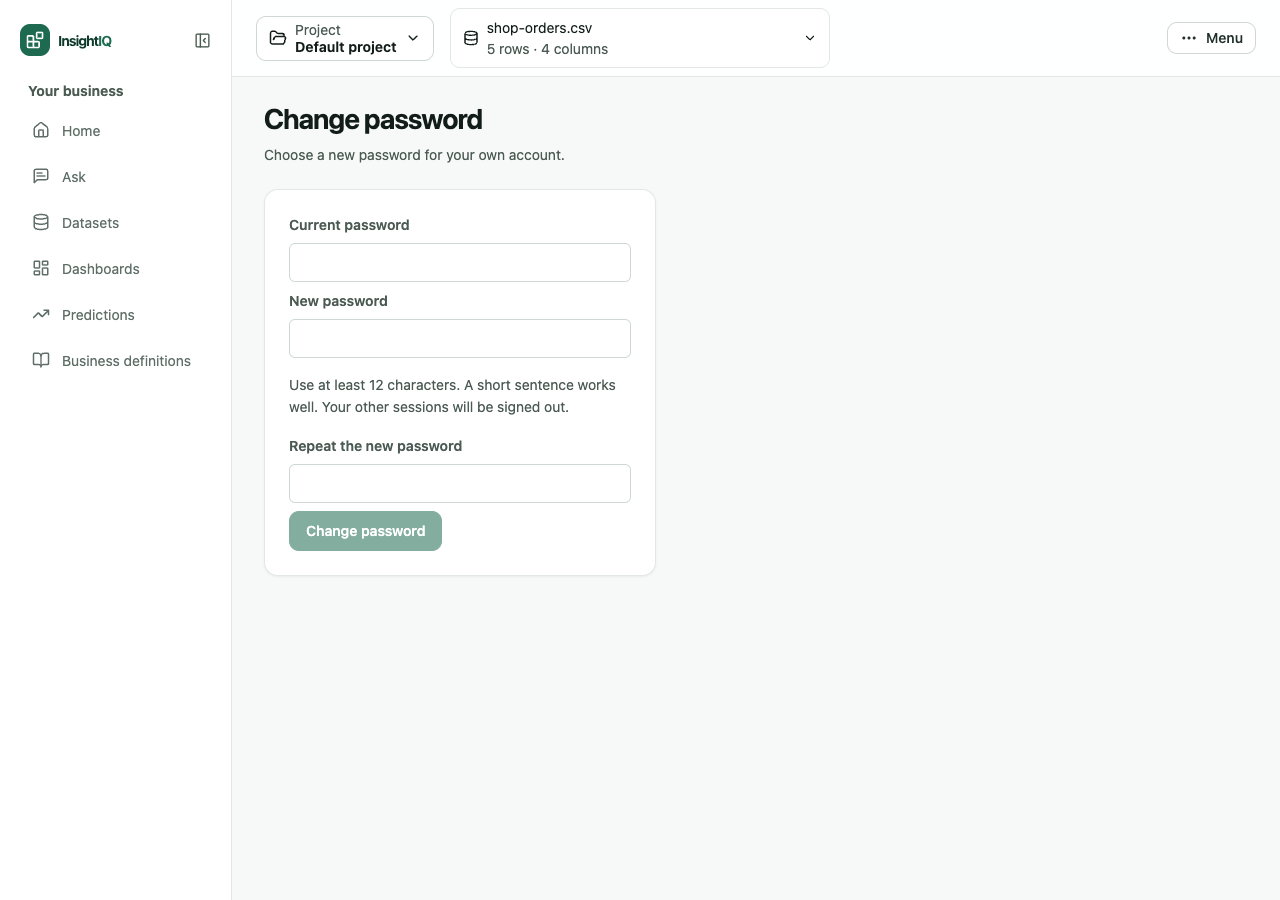 InsightIQ
Your business
Home
Ask
Datasets
Dashboards
Predictions
Business definitions
Project
Default project
shop-orders.csv
5 rows · 4 columns
Menu
Change password
Choose a new password for your own account.
Current password
New password
Use at least 12 characters. A short sentence works
well. Your other sessions will be signed out.
Repeat the new password
Change password